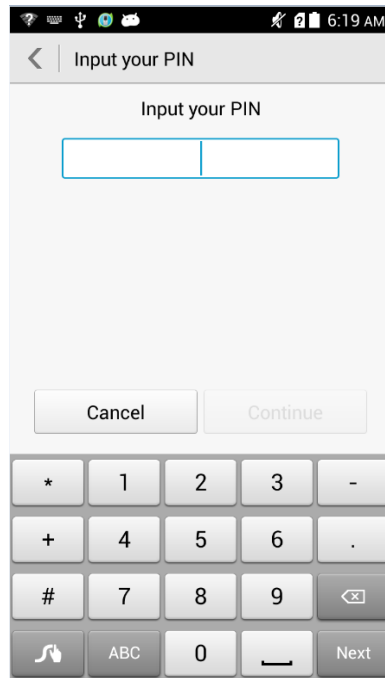 6:19 AM
Input your PIN
Input your PIN
Cancel Continue
* 1 2 3 -
+ 4 5 6 .
# 7 8 9
ABC 0 Next